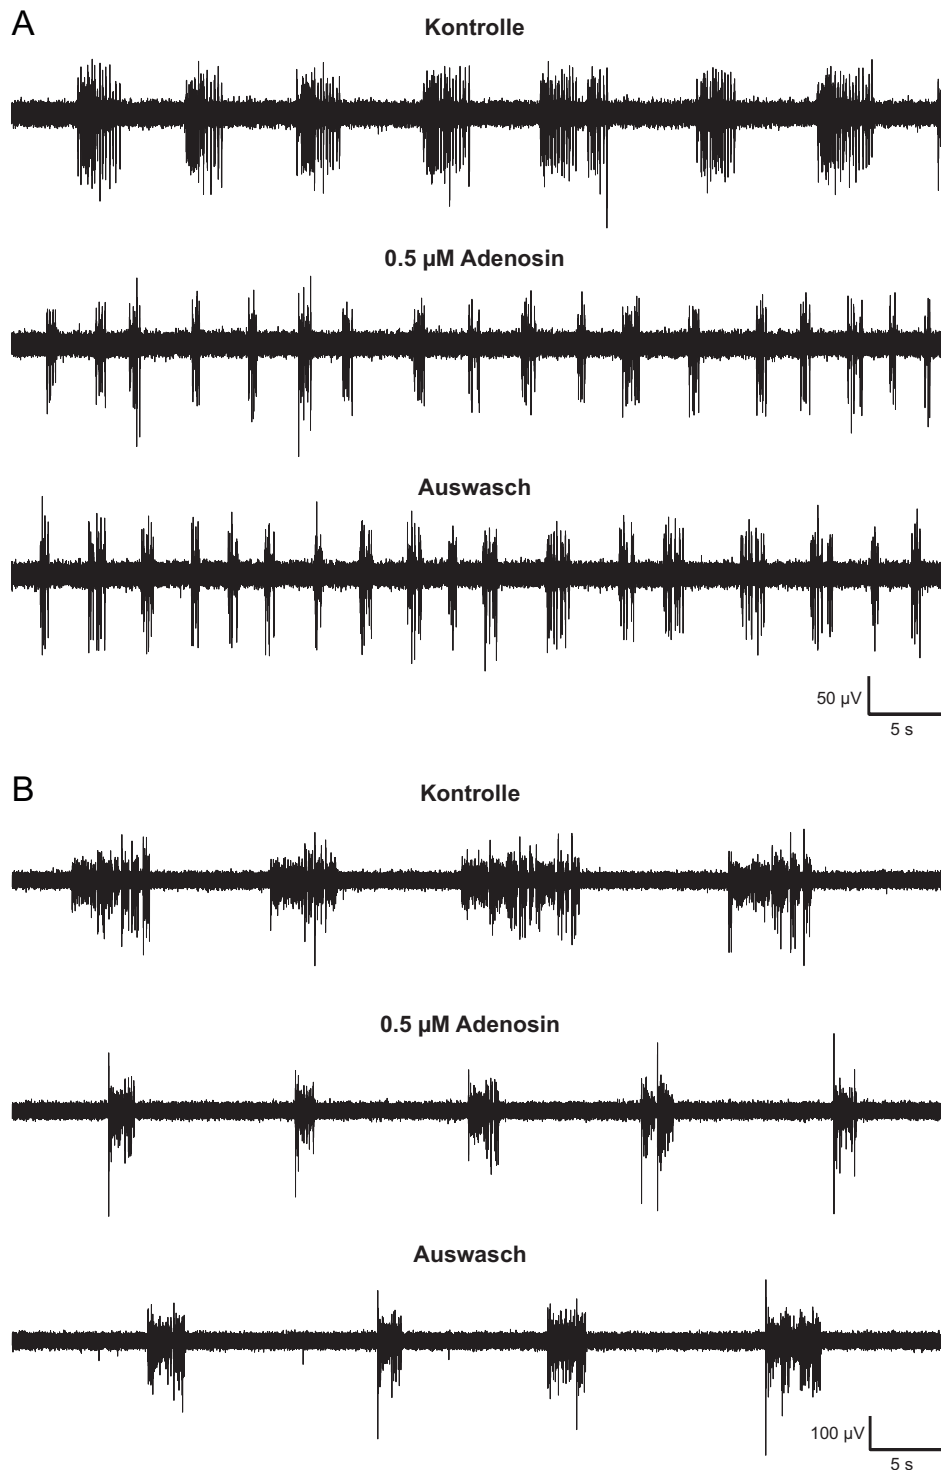 A
Kontrolle
0.5 µM Adenosin
Auswasch
50 µV
5 s
B
Kontrolle
0.5 µM Adenosin
Auswasch
100 µV
5 s